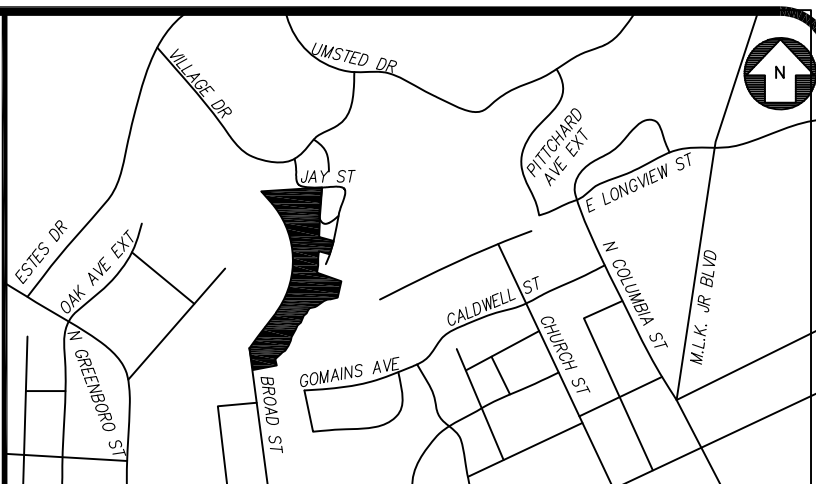 UMSTED DR
VILLAGE DR
N
PITTCHARD
AVE EXT
JAY ST
E LONGVIEW ST
ESTES DR
OAK AVE EXT
N COLUMBIA ST
M.L.K. JR BLVD
CALDWELL ST
CHURCH ST
N GREENBORO ST
GOMAINS AVE
BROAD ST